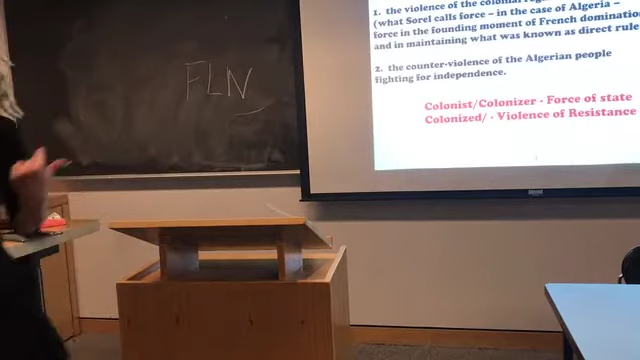 FLN
1. the violence of the colonial
(what Sorel calls force – in the case of Algeria –
force in the founding moment of French domination
and in maintaining what was known as direct rule
2. the counter-violence of the Algerian people
fighting for independence.
Colonist/Colonizer - Force of state
Colonized/ - Violence of Resistance